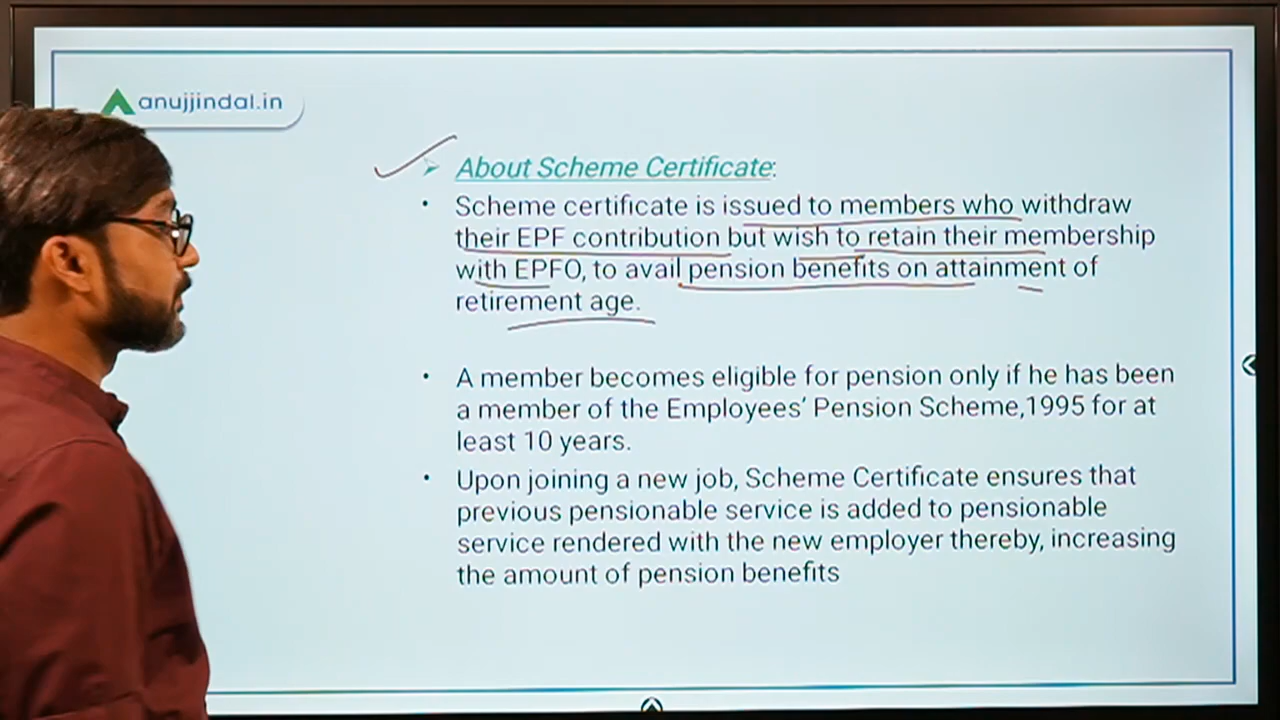 anujjindal.in
About Scheme Certificate:
• Scheme certificate is issued to members who withdraw
their EPF contribution but wish to retain their membership
with EPFO, to avail pension benefits on attainment of
retirement age.
• A member becomes eligible for pension only if he has been
a member of the Employees’ Pension Scheme,1995 for at
least 10 years.
• Upon joining a new job, Scheme Certificate ensures that
previous pensionable service is added to pensionable
service rendered with the new employer thereby, increasing
the amount of pension benefits